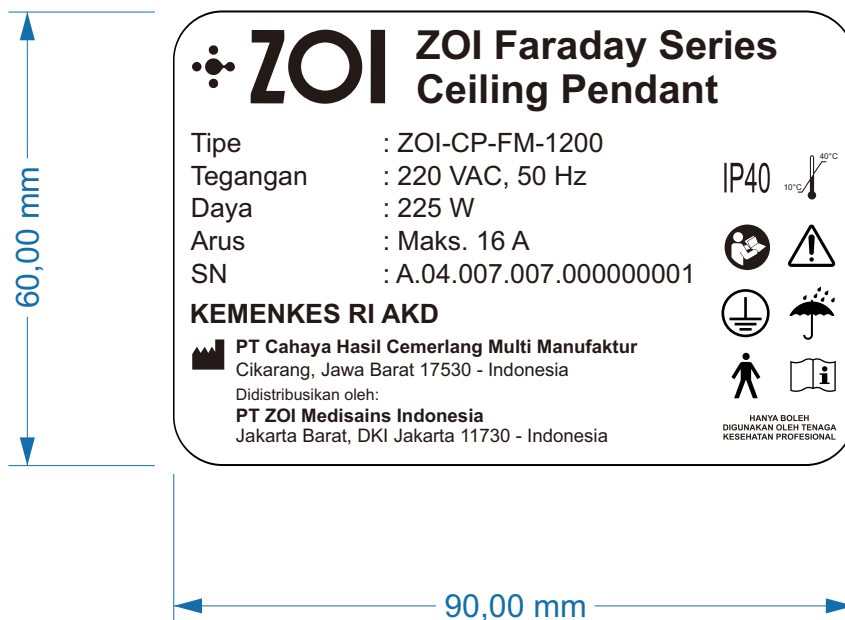 ZOI
ZOI Faraday Series
Ceiling Pendant
Tipe : ZOI-CP-FM-1200
Tegangan : 220 VAC, 50 Hz
Daya : 225 W
Arus : Maks. 16 A
SN : A.04.007.007.000000001
IP40
40°C
10°C
KEMENKES RI AKD
PT Cahaya Hasil Cemerlang Multi Manufaktur
Cikarang, Jawa Barat 17530 - Indonesia
Didistribusikan oleh:
PT ZOI Medisains Indonesia
Jakarta Barat, DKI Jakarta 11730 - Indonesia
i
HANYA BOLEH
DIGUNAKAN OLEH TENAGA
KESEHATAN PROFESIONAL
60,00 mm
90,00 mm